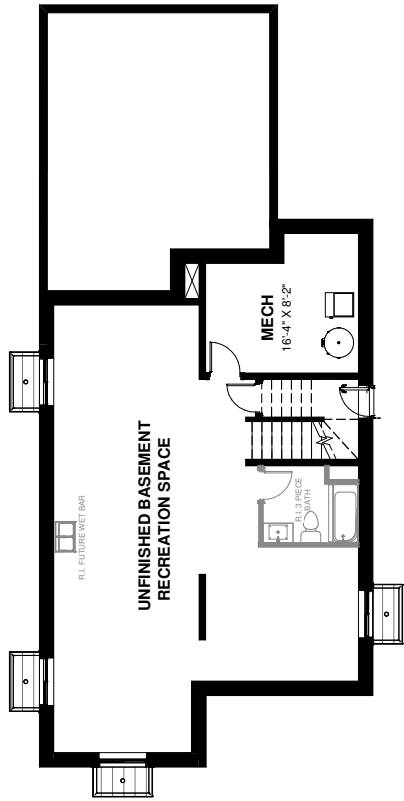 MECH
16'-4" X 8'-2"
UNFINISHED BASEMENT
RECREATION SPACE
R.I. FUTURE WET BAR
R.I.3 PIECE
BATH